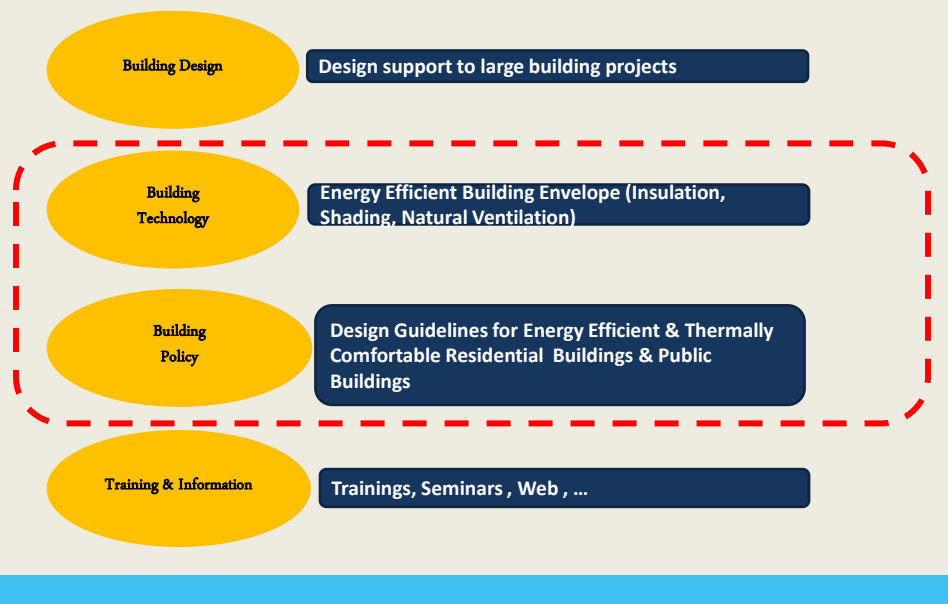 Building Design
Design support to large building projects
Building
Technology
Energy Efficient Building Envelope (Insulation,
Shading, Natural Ventilation)
Building
Policy
Design Guidelines for Energy Efficient & Thermally
Comfortable Residential Buildings & Public
Buildings
Training & Information
Trainings, Seminars , Web , ...